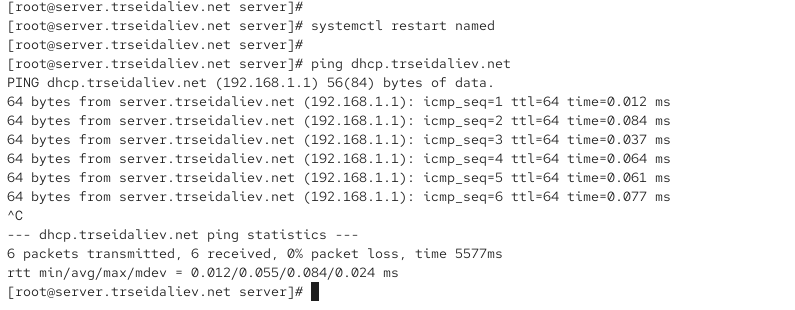 [root@server.trseidaliev.net server]#
[root@server.trseidaliev.net server]# systemctl restart named
[root@server.trseidaliev.net server]#
[root@server.trseidaliev.net server]# ping dhcp.trseidaliev.net
PING dhcp.trseidaliev.net (192.168.1.1) 56(84) bytes of data.
64 bytes from server.trseidaliev.net (192.168.1.1): icmp_seq=1 ttl=64 time=0.012 ms
64 bytes from server.trseidaliev.net (192.168.1.1): icmp_seq=2 ttl=64 time=0.084 ms
64 bytes from server.trseidaliev.net (192.168.1.1): icmp_seq=3 ttl=64 time=0.037 ms
64 bytes from server.trseidaliev.net (192.168.1.1): icmp_seq=4 ttl=64 time=0.064 ms
64 bytes from server.trseidaliev.net (192.168.1.1): icmp_seq=5 ttl=64 time=0.061 ms
64 bytes from server.trseidaliev.net (192.168.1.1): icmp_seq=6 ttl=64 time=0.077 ms
^C
--- dhcp.trseidaliev.net ping statistics ---
6 packets transmitted, 6 received, 0% packet loss, time 5577ms
rtt min/avg/max/mdev = 0.012/0.055/0.084/0.024 ms
[root@server.trseidaliev.net server]#